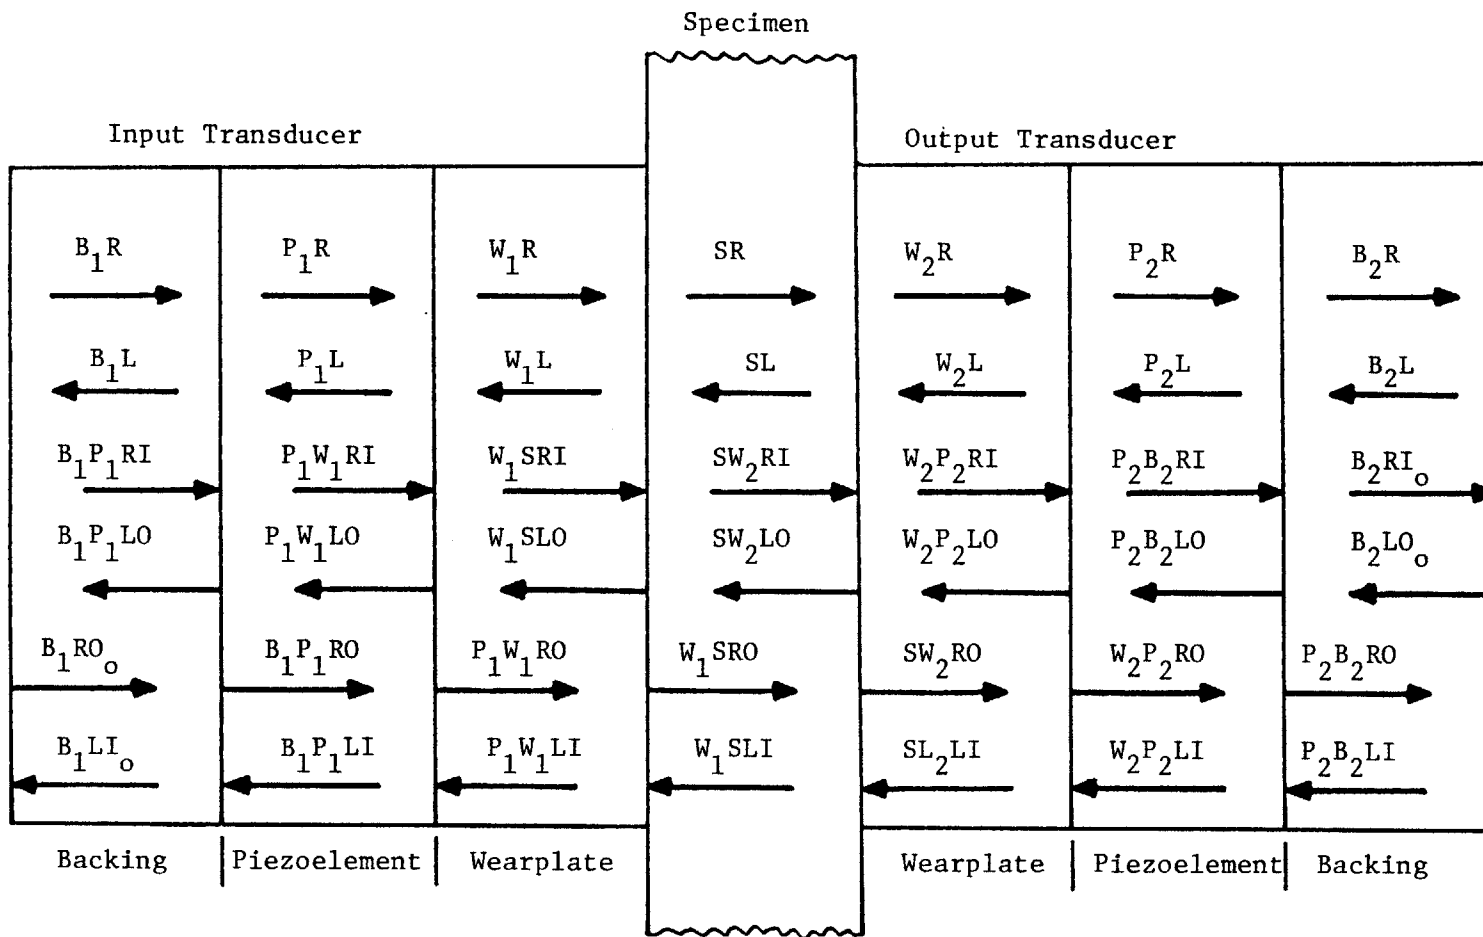 Specimen
Input Transducer
Output Transducer
B₁R P₁R W₁R SR W₂R P₂R B₂R
B₁L P₁L W₁L SL W₂L P₂L B₂L
B₁P₁RI P₁W₁RI W₁SRI SW₂RI W₂P₂RI P₂B₂RI B₂RIₒ
B₁P₁LO P₁W₁LO W₁SLO SW₂LO W₂P₂LO P₂B₂LO B₂LOₒ
B₁ROₒ B₁P₁RO P₁W₁RO W₁SRO SW₂RO W₂P₂RO P₂B₂RO
B₁LIₒ B₁P₁LI P₁W₁LI W₁SLI SL₂LI W₂P₂LI P₂B₂LI
Backing Piezoelement Wearplate Wearplate Piezoelement Backing